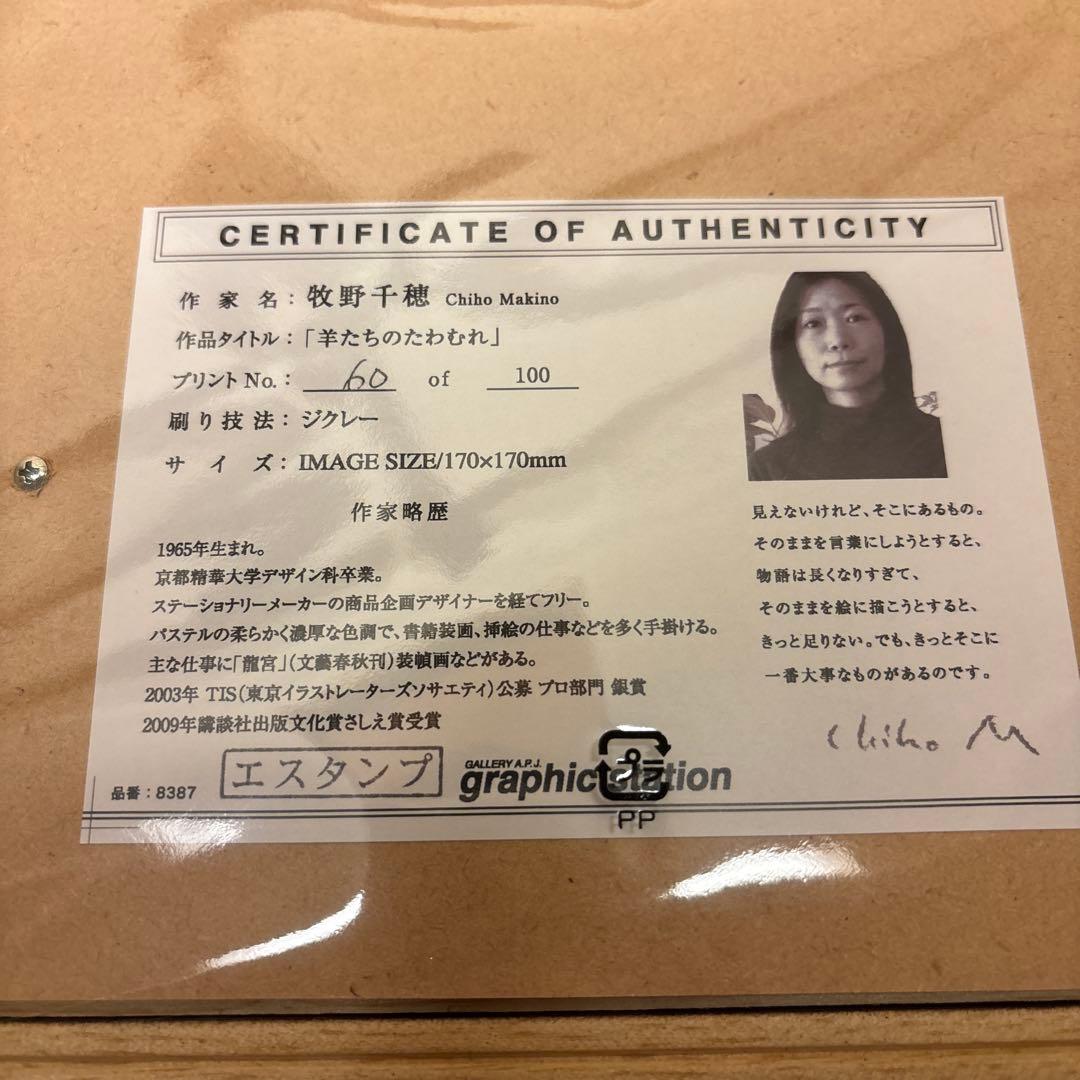 CERTIFICATE OF AUTHENTICITY
作家名：牧野千穂 Chiho Makino
作品タイトル：「羊たちのたわむれ」
プリント No.： 60 of 100
刷り技法：ジクレー
サイズ：IMAGE SIZE/170×170mm
作家略歴
1965年生まれ。
京都精華大学デザイン科卒業。
ステーショナリーメーカーの商品企画デザイナーを経てフリー。
パステルの柔らかく濃厚な色調で、書籍装画、挿絵の仕事などを多く手掛ける。
主な仕事に「龍宮」（文藝春秋刊）装幀画などがある。
2003年 TIS（東京イラストレーターズソサエティ）公募 プロ部門 銀賞
2009年講談社出版文化賞さしえ賞受賞
見えないけれど、そこにあるもの。
そのままを言葉にしようとすると、
物語は長くなりすぎて、
そのままを絵に描こうとすると、
きっと足りない。でも、きっとそこに
一番大事なものがあるのです。
Chiho M
品番：8387
エスタンプ
GALLERY A.P.J.
graphic station
プラ
PP